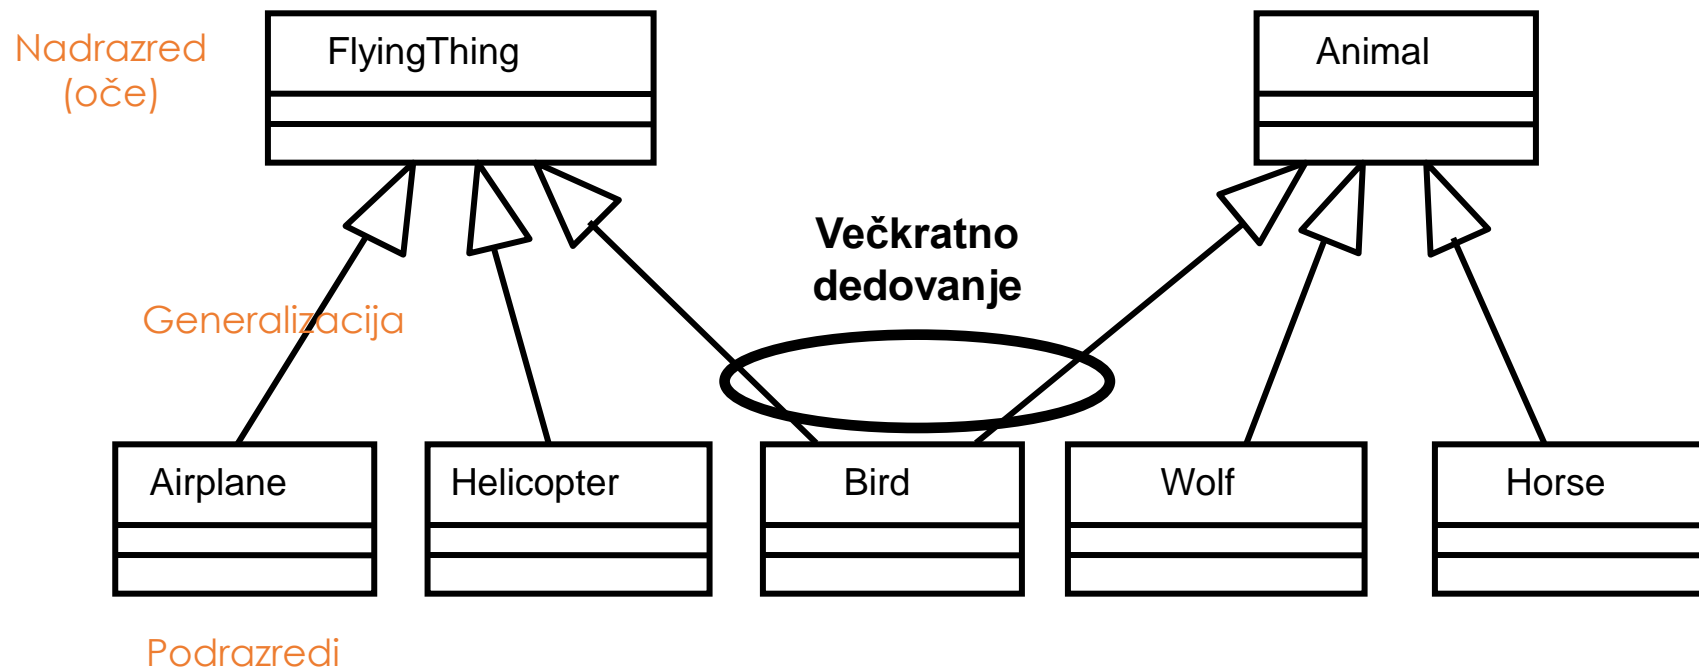 Nadrazred
(oče)
FlyingThing
Animal
Večkratno
dedovanje
Generalizacija
Airplane
Helicopter
Bird
Wolf
Horse
Podrazredi